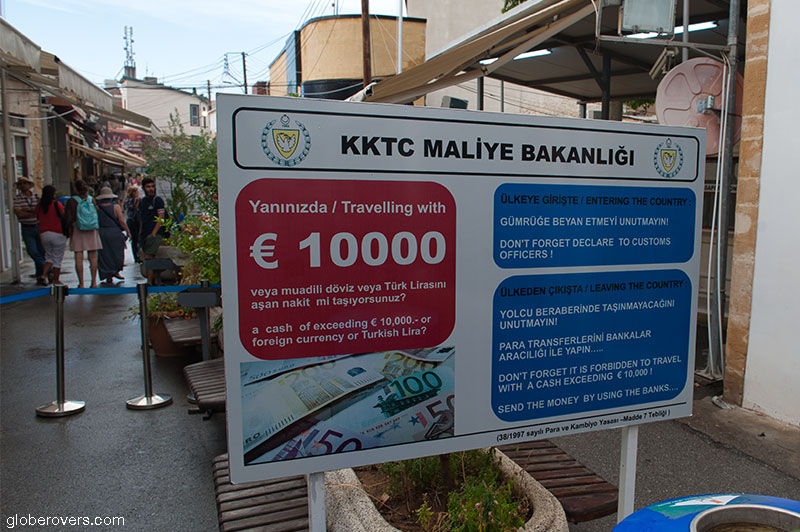 KKTC MALİYE BAKANLIĞI
Yanınızda / Travelling with
€ 10000
veya muadili döviz veya Türk Lirasını
aşan nakit mi taşıyorsunuz?
a cash of exceeding € 10,000.- or
foreign currency or Turkish Lira?
ÜLKEYE GİRİŞTE / ENTERING THE COUNTRY :
GÜMRÜĞE BEYAN ETMEYİ UNUTMAYIN!
DON'T FORGET DECLARE TO CUSTOMS
OFFICERS !
ÜLKEDEN ÇIKIŞTA / LEAVING THE COUNTRY :
YOLCU BERABERİNDE TAŞINMAYACAĞINI
UNUTMAYIN!
PARA TRANSFERLERİNİ BANKALAR
ARACILIĞI İLE YAPIN.....
DON'T FORGET IT IS FORBIDDEN TO TRAVEL
WITH A CASH EXCEEDING € 10,000 !
SEND THE MONEY BY USING THE BANKS....
(38/1997 sayılı Para ve Kambiyo Yasası -Madde 7 Tebliği )
100
50
150
globerovers.com